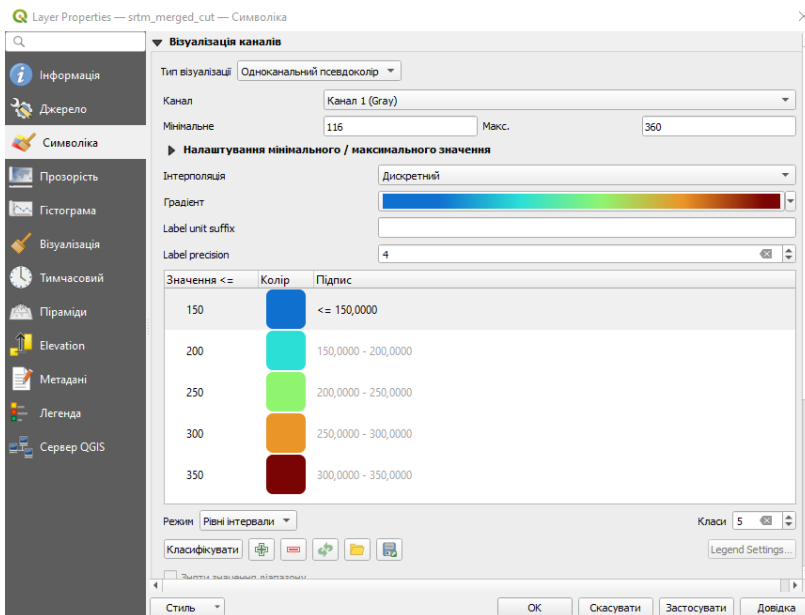 Layer Properties — srtm_merged_cut — Символіка
Інформація
Джерело
Символіка
Прозорість
Гістограма
Візуалізація
Тимчасовий
Піраміди
Elevation
Метадані
Легенда
Сервер QGIS
Візуалізація каналів
Тип візуалізації Одноканальний псевдоколір
Канал Канал 1 (Gray)
Мінімальне 116 Макс. 360
Налаштування мінімального / максимального значення
Інтерполяція Дискретний
Градієнт
Label unit suffix
Label precision 4
Значення <= Колір Підпис
150 <= 150,0000
200 150,0000 - 200,0000
250 200,0000 - 250,0000
300 250,0000 - 300,0000
350 300,0000 - 350,0000
Режим Рівні інтервали Класи 5
Класифікувати Legend Settings...
Стиль OK Скасувати Застосувати Довідка